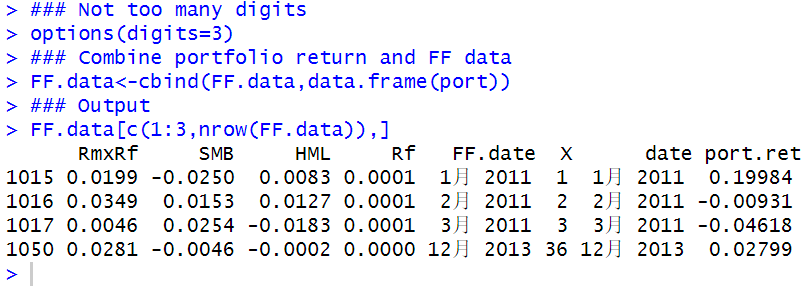 > ### Not too many digits
> options(digits=3)
> ### Combine portfolio return and FF data
> FF.data<-cbind(FF.data,data.frame(port))
> ### Output
> FF.data[c(1:3,nrow(FF.data)),]
      RmxRf     SMB     HML     Rf   FF.date  X      date port.ret
1015 0.0199 -0.0250  0.0083 0.0001  1月 2011  1  1月 2011  0.19984
1016 0.0349  0.0153  0.0127 0.0001  2月 2011  2  2月 2011 -0.00931
1017 0.0046  0.0254 -0.0183 0.0001  3月 2011  3  3月 2011 -0.04618
1050 0.0281 -0.0046 -0.0002 0.0000 12月 2013 36 12月 2013  0.02799
>